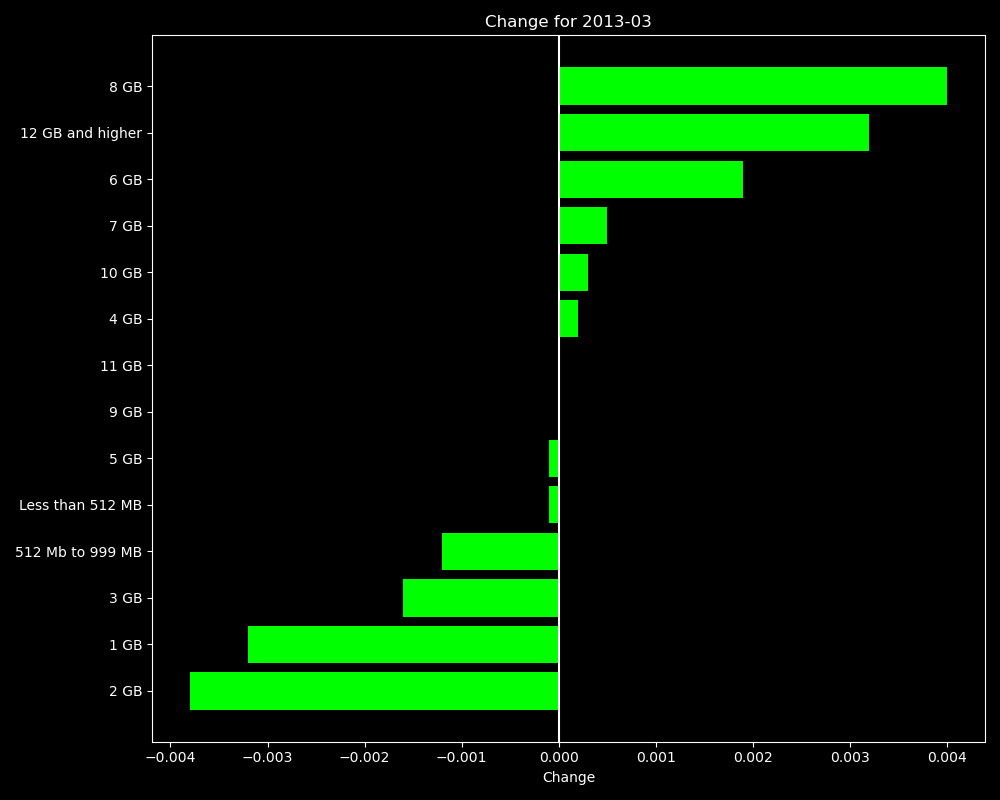 Change for 2013-03
8 GB
12 GB and higher
6 GB
7 GB
10 GB
4 GB
11 GB
9 GB
5 GB
Less than 512 MB
512 Mb to 999 MB
3 GB
1 GB
2 GB
−0.004 −0.003 −0.002 −0.001 0.000 0.001 0.002 0.003 0.004
Change